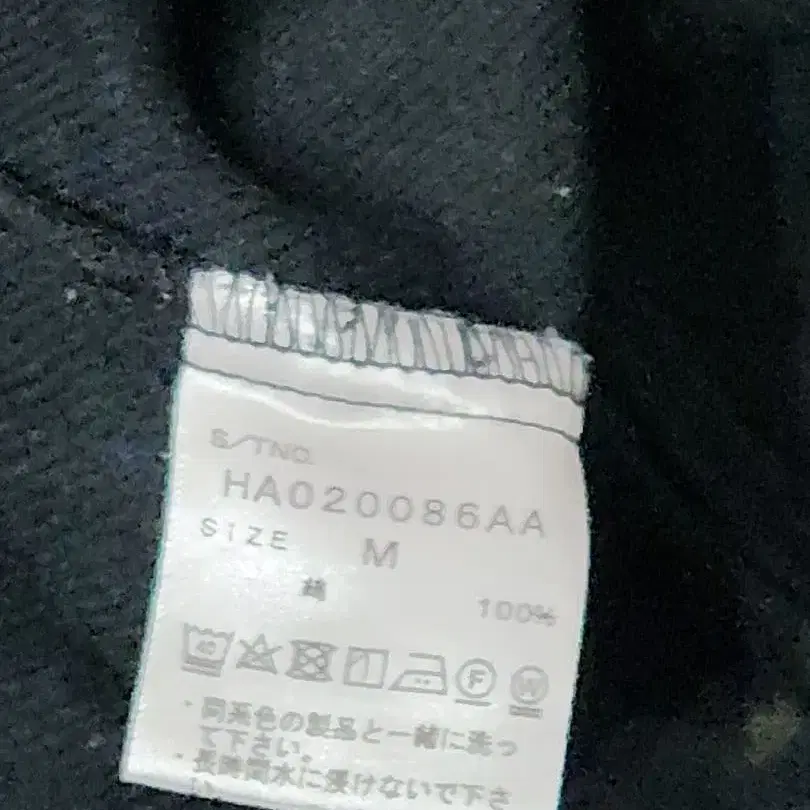 S/TNO.
HA020086AA
SIZE M
綿 100%
40
F W
・同系色の製品と一緒に洗っ
て下さい。
・長時間水に浸けないで下さ